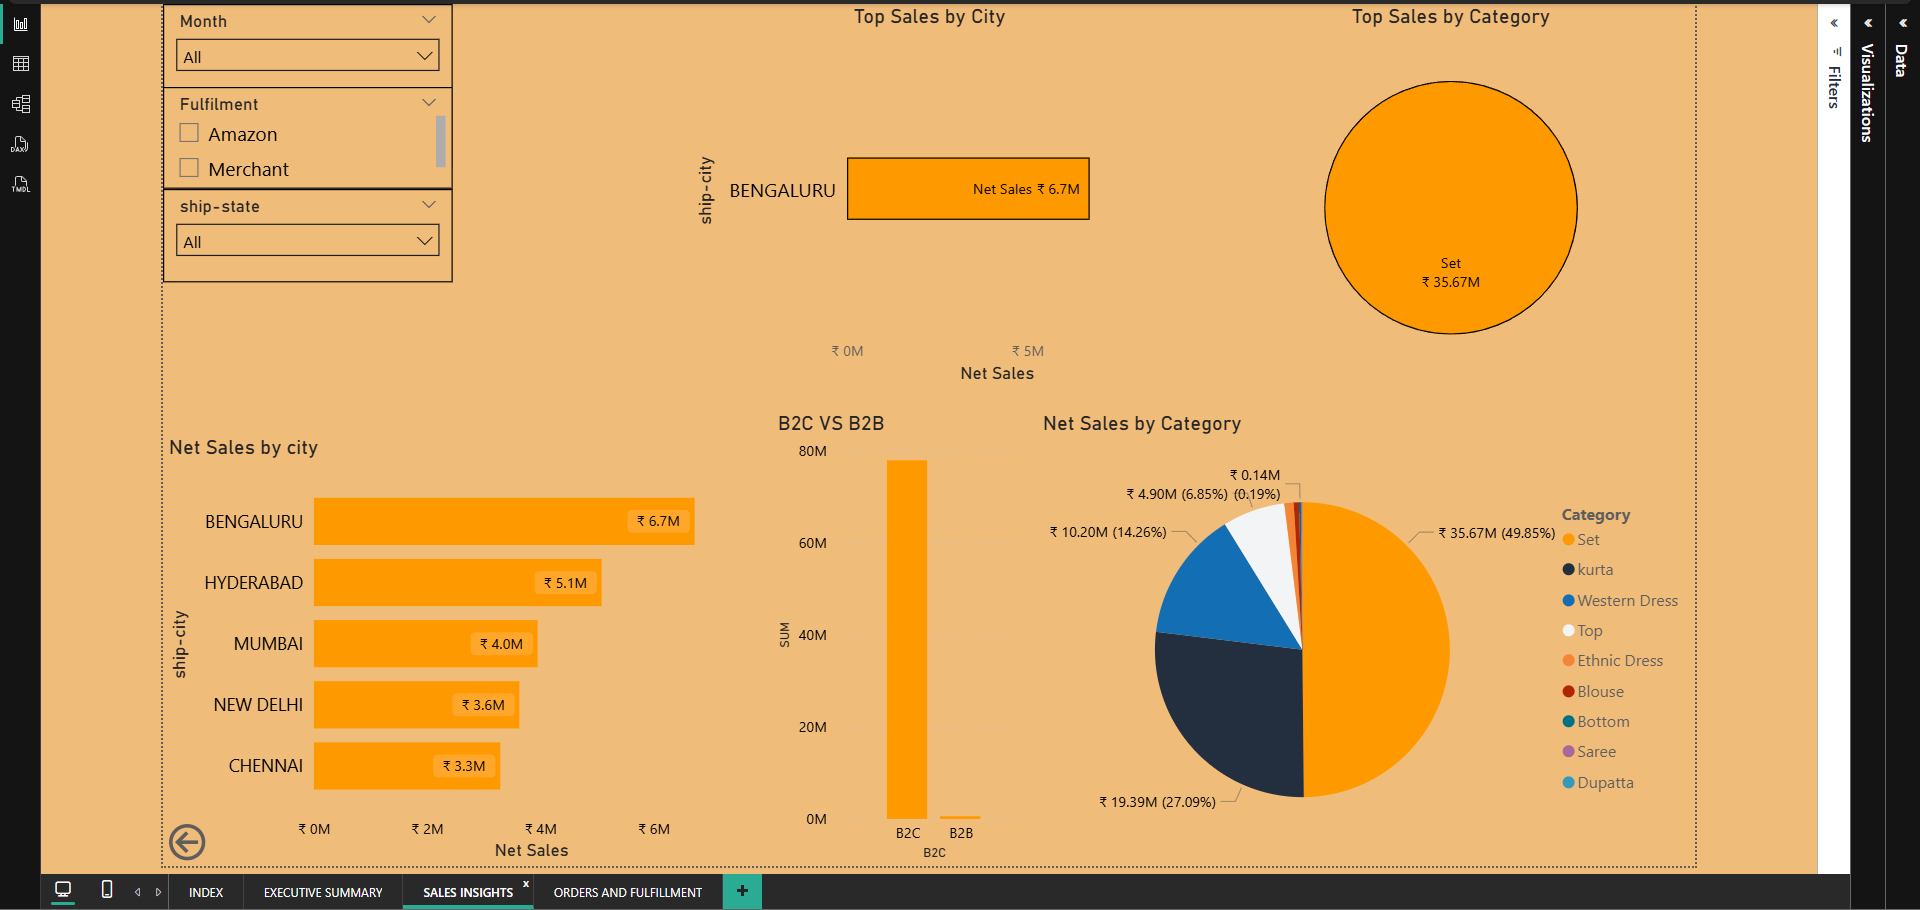 Month
All
Fulfilment
Amazon
Merchant
ship-state
All
Top Sales by City
ship-city
BENGALURU
Net Sales ₹ 6.7M
₹ 0M
₹ 5M
Net Sales
Top Sales by Category
Set
₹ 35.67M
Net Sales by city
ship-city
BENGALURU
₹ 6.7M
HYDERABAD
₹ 5.1M
MUMBAI
₹ 4.0M
NEW DELHI
₹ 3.6M
CHENNAI
₹ 3.3M
₹ 0M
₹ 2M
₹ 4M
₹ 6M
Net Sales
B2C VS B2B
SUM
80M
60M
40M
20M
0M
B2C
B2B
B2C
Net Sales by Category
₹ 0.14M
(0.19%)
₹ 4.90M (6.85%)
₹ 10.20M (14.26%)
₹ 35.67M (49.85%)
₹ 19.39M (27.09%)
Category
Set
kurta
Western Dress
Top
Ethnic Dress
Blouse
Bottom
Saree
Dupatta
Filters
Visualizations
Data
DAX
TMDL
INDEX
EXECUTIVE SUMMARY
SALES INSIGHTS
x
ORDERS AND FULFILLMENT
+